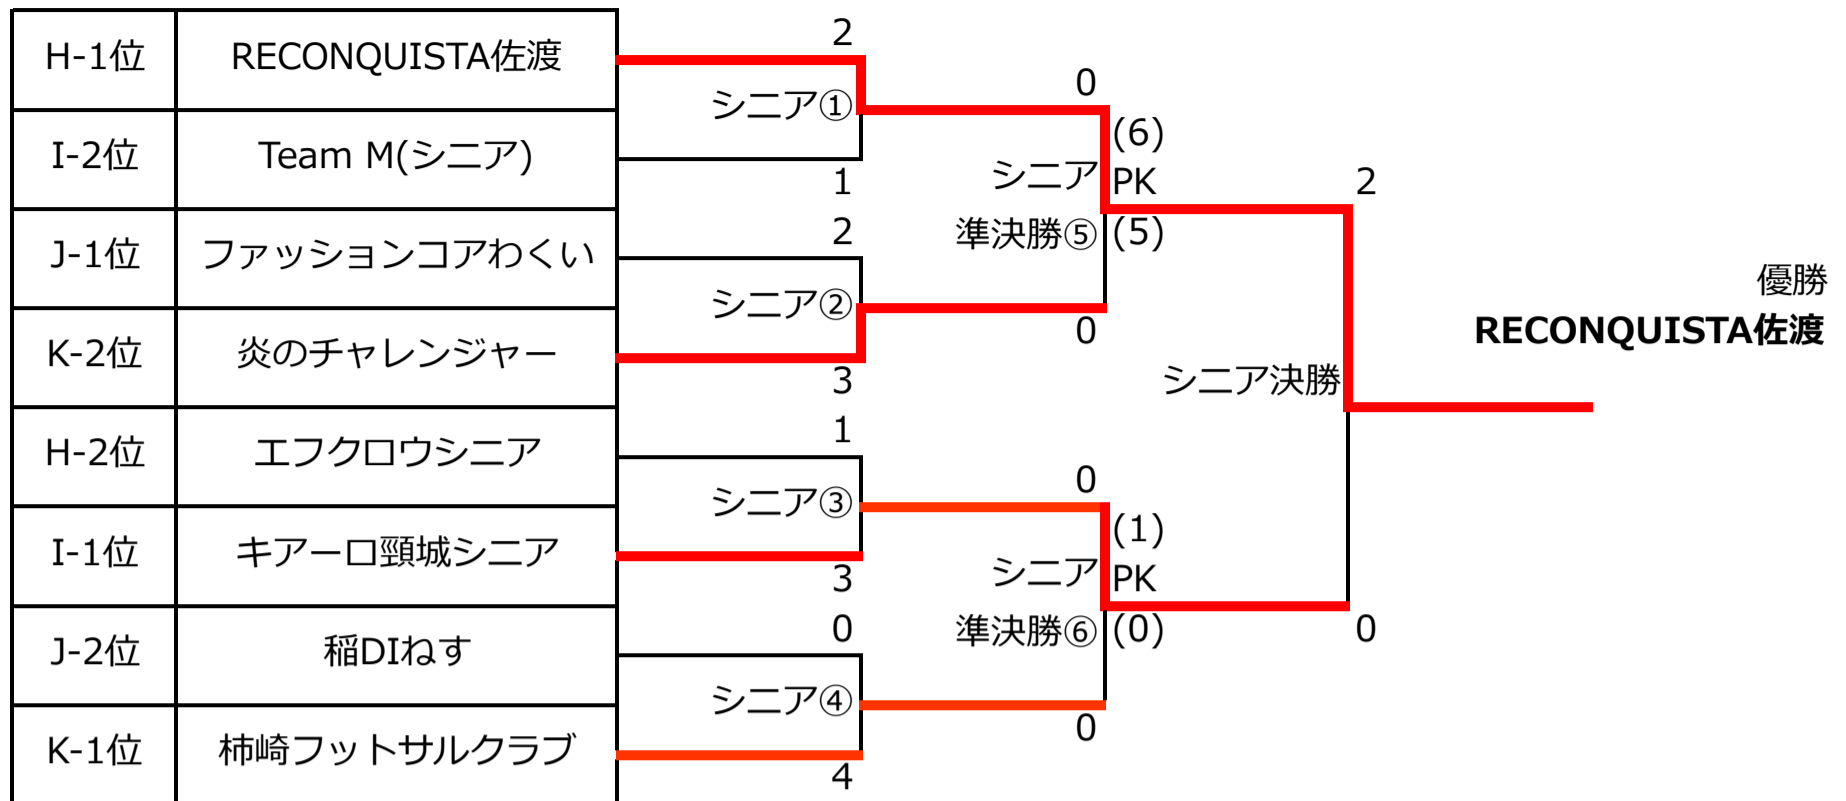 H-1位 RECONQUISTA佐渡
I-2位 Team M(シニア)
J-1位 ファッションコアわくい
K-2位 炎のチャレンジャー
H-2位 エフクロウシニア
I-1位 キアーロ頸城シニア
J-2位 稲DIねす
K-1位 柿崎フットサルクラブ
2
シニア①
1
2
シニア②
3
1
シニア③
3
0
シニア④
4
0
(6)
シニア PK
準決勝⑤ (5)
0
0
(1)
シニア PK
準決勝⑥ (0)
0
2
シニア決勝
0
優勝
RECONQUISTA佐渡